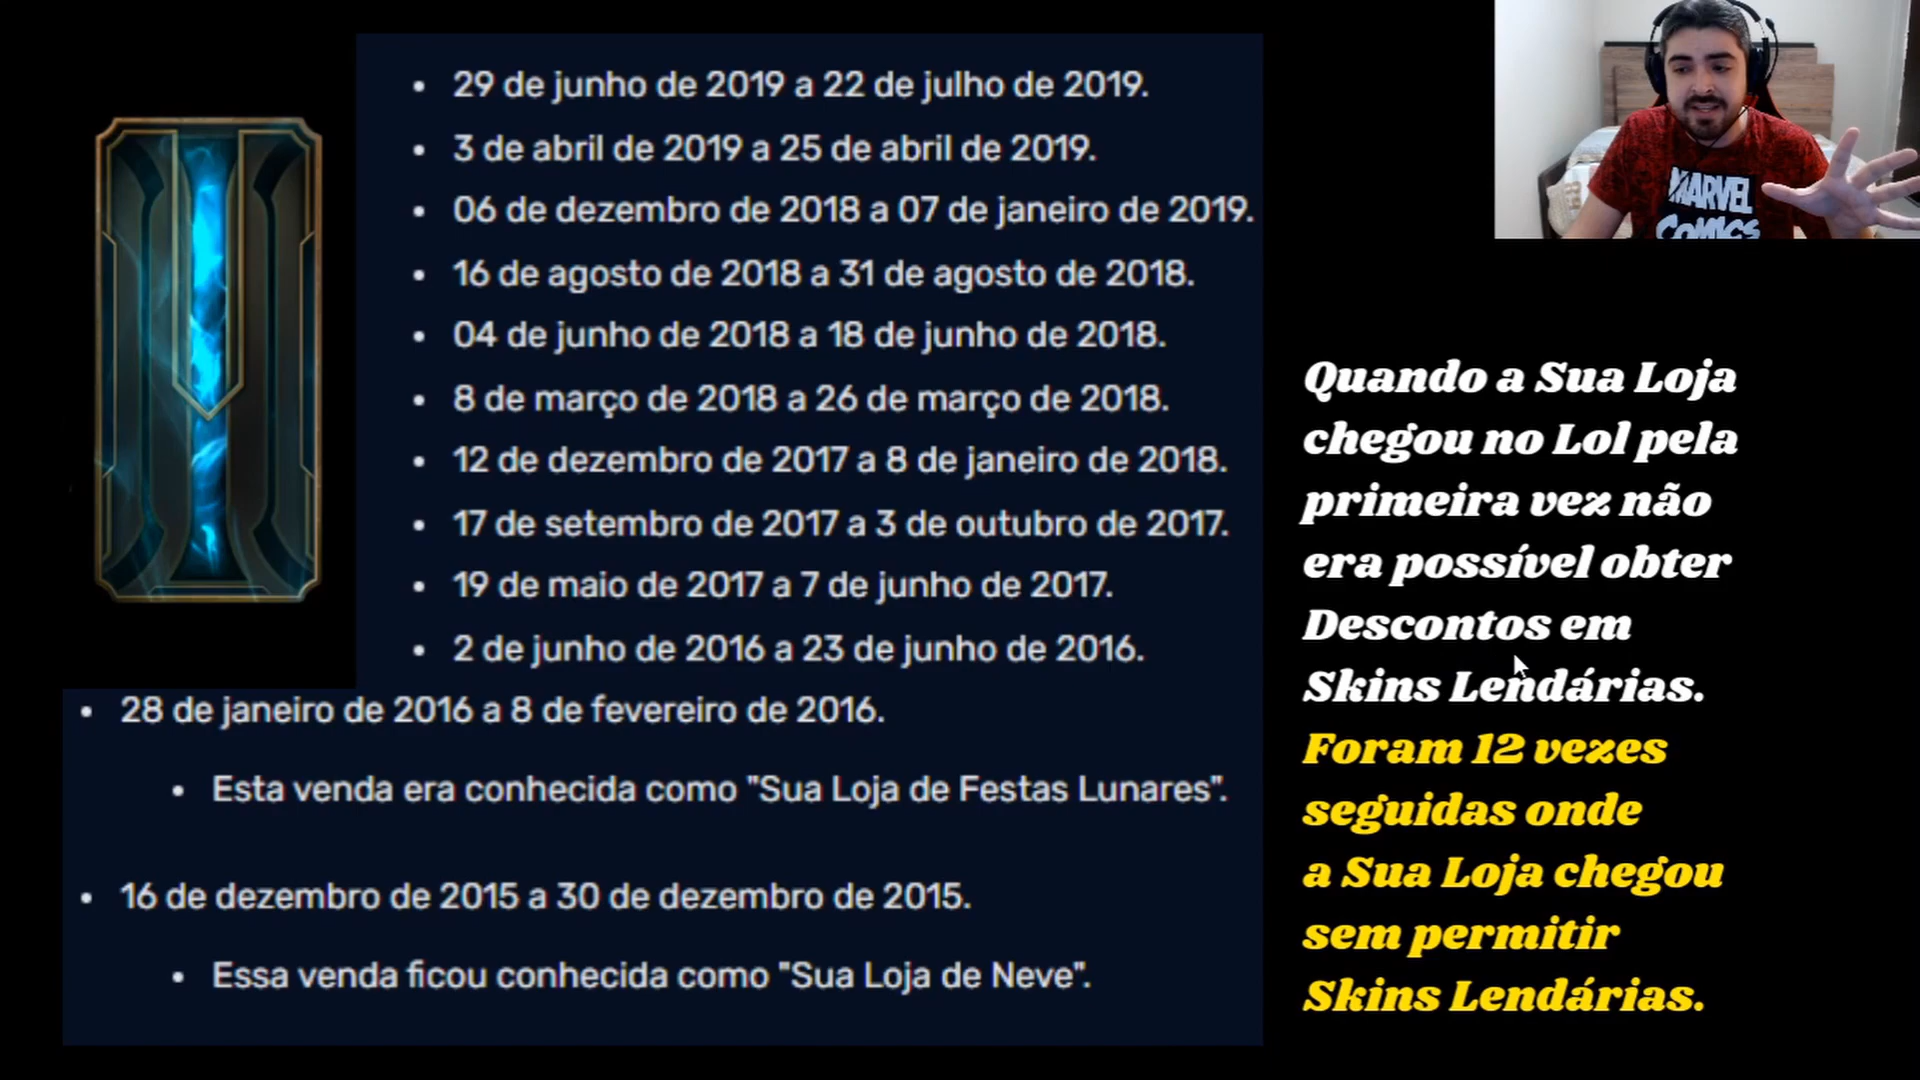 29 de junho de 2019 a 22 de julho de 2019.
3 de abril de 2019 a 25 de abril de 2019.
06 de dezembro de 2018 a 07 de janeiro de 2019.
16 de agosto de 2018 a 31 de agosto de 2018.
04 de junho de 2018 a 18 de junho de 2018.
8 de março de 2018 a 26 de março de 2018.
12 de dezembro de 2017 a 8 de janeiro de 2018.
17 de setembro de 2017 a 3 de outubro de 2017.
19 de maio de 2017 a 7 de junho de 2017.
2 de junho de 2016 a 23 de junho de 2016.
28 de janeiro de 2016 a 8 de fevereiro de 2016.
Esta venda era conhecida como "Sua Loja de Festas Lunares".
16 de dezembro de 2015 a 30 de dezembro de 2015.
Essa venda ficou conhecida como "Sua Loja de Neve".
MARVEL
COMICS
Quando a Sua Loja
chegou no Lol pela
primeira vez não
era possível obter
Descontos em
Skins Lendárias.
Foram 12 vezes
seguidas onde
a Sua Loja chegou
sem permitir
Skins Lendárias.